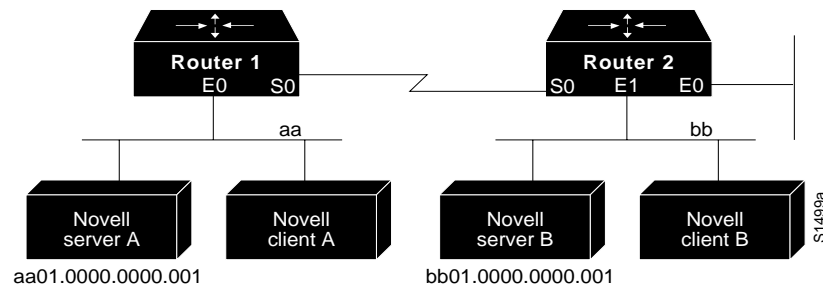 Router 1
E0
S0
Router 2
S0
E1
E0
aa
bb
Novell
server A
Novell
client A
Novell
server B
Novell
client B
aa01.0000.0000.001
bb01.0000.0000.001
S1499a